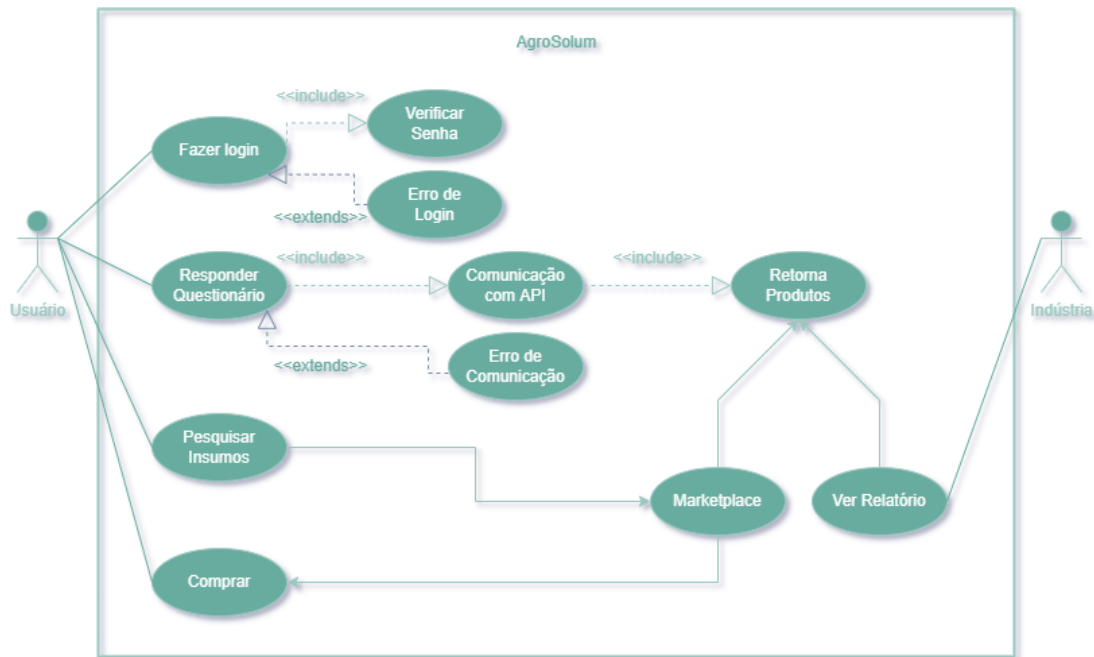 AgroSolum
<<include>>
Verificar
Senha
Fazer login
Erro de
Login
<<extends>>
Usuário
Responder
Questionário
<<include>>
Comunicação
com API
<<include>>
Retorna
Produtos
Indústria
<<extends>>
Erro de
Comunicação
Pesquisar
Insumos
Marketplace
Ver Relatório
Comprar